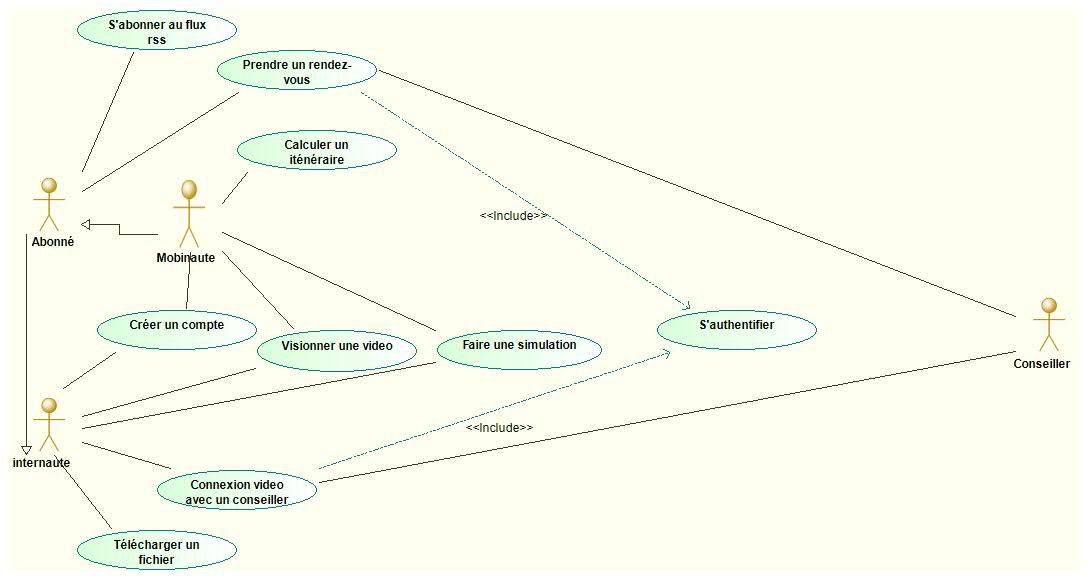 S'abonner au flux
rss
Prendre un rendez-
vous
Calculer un
iténéraire
<<Include>>
Abonné
Mobinaute
Créer un compte
Visionner une video
Faire une simulation
S'authentifier
Conseiller
<<Include>>
internaute
Connexion video
avec un conseiller
Télécharger un
fichier